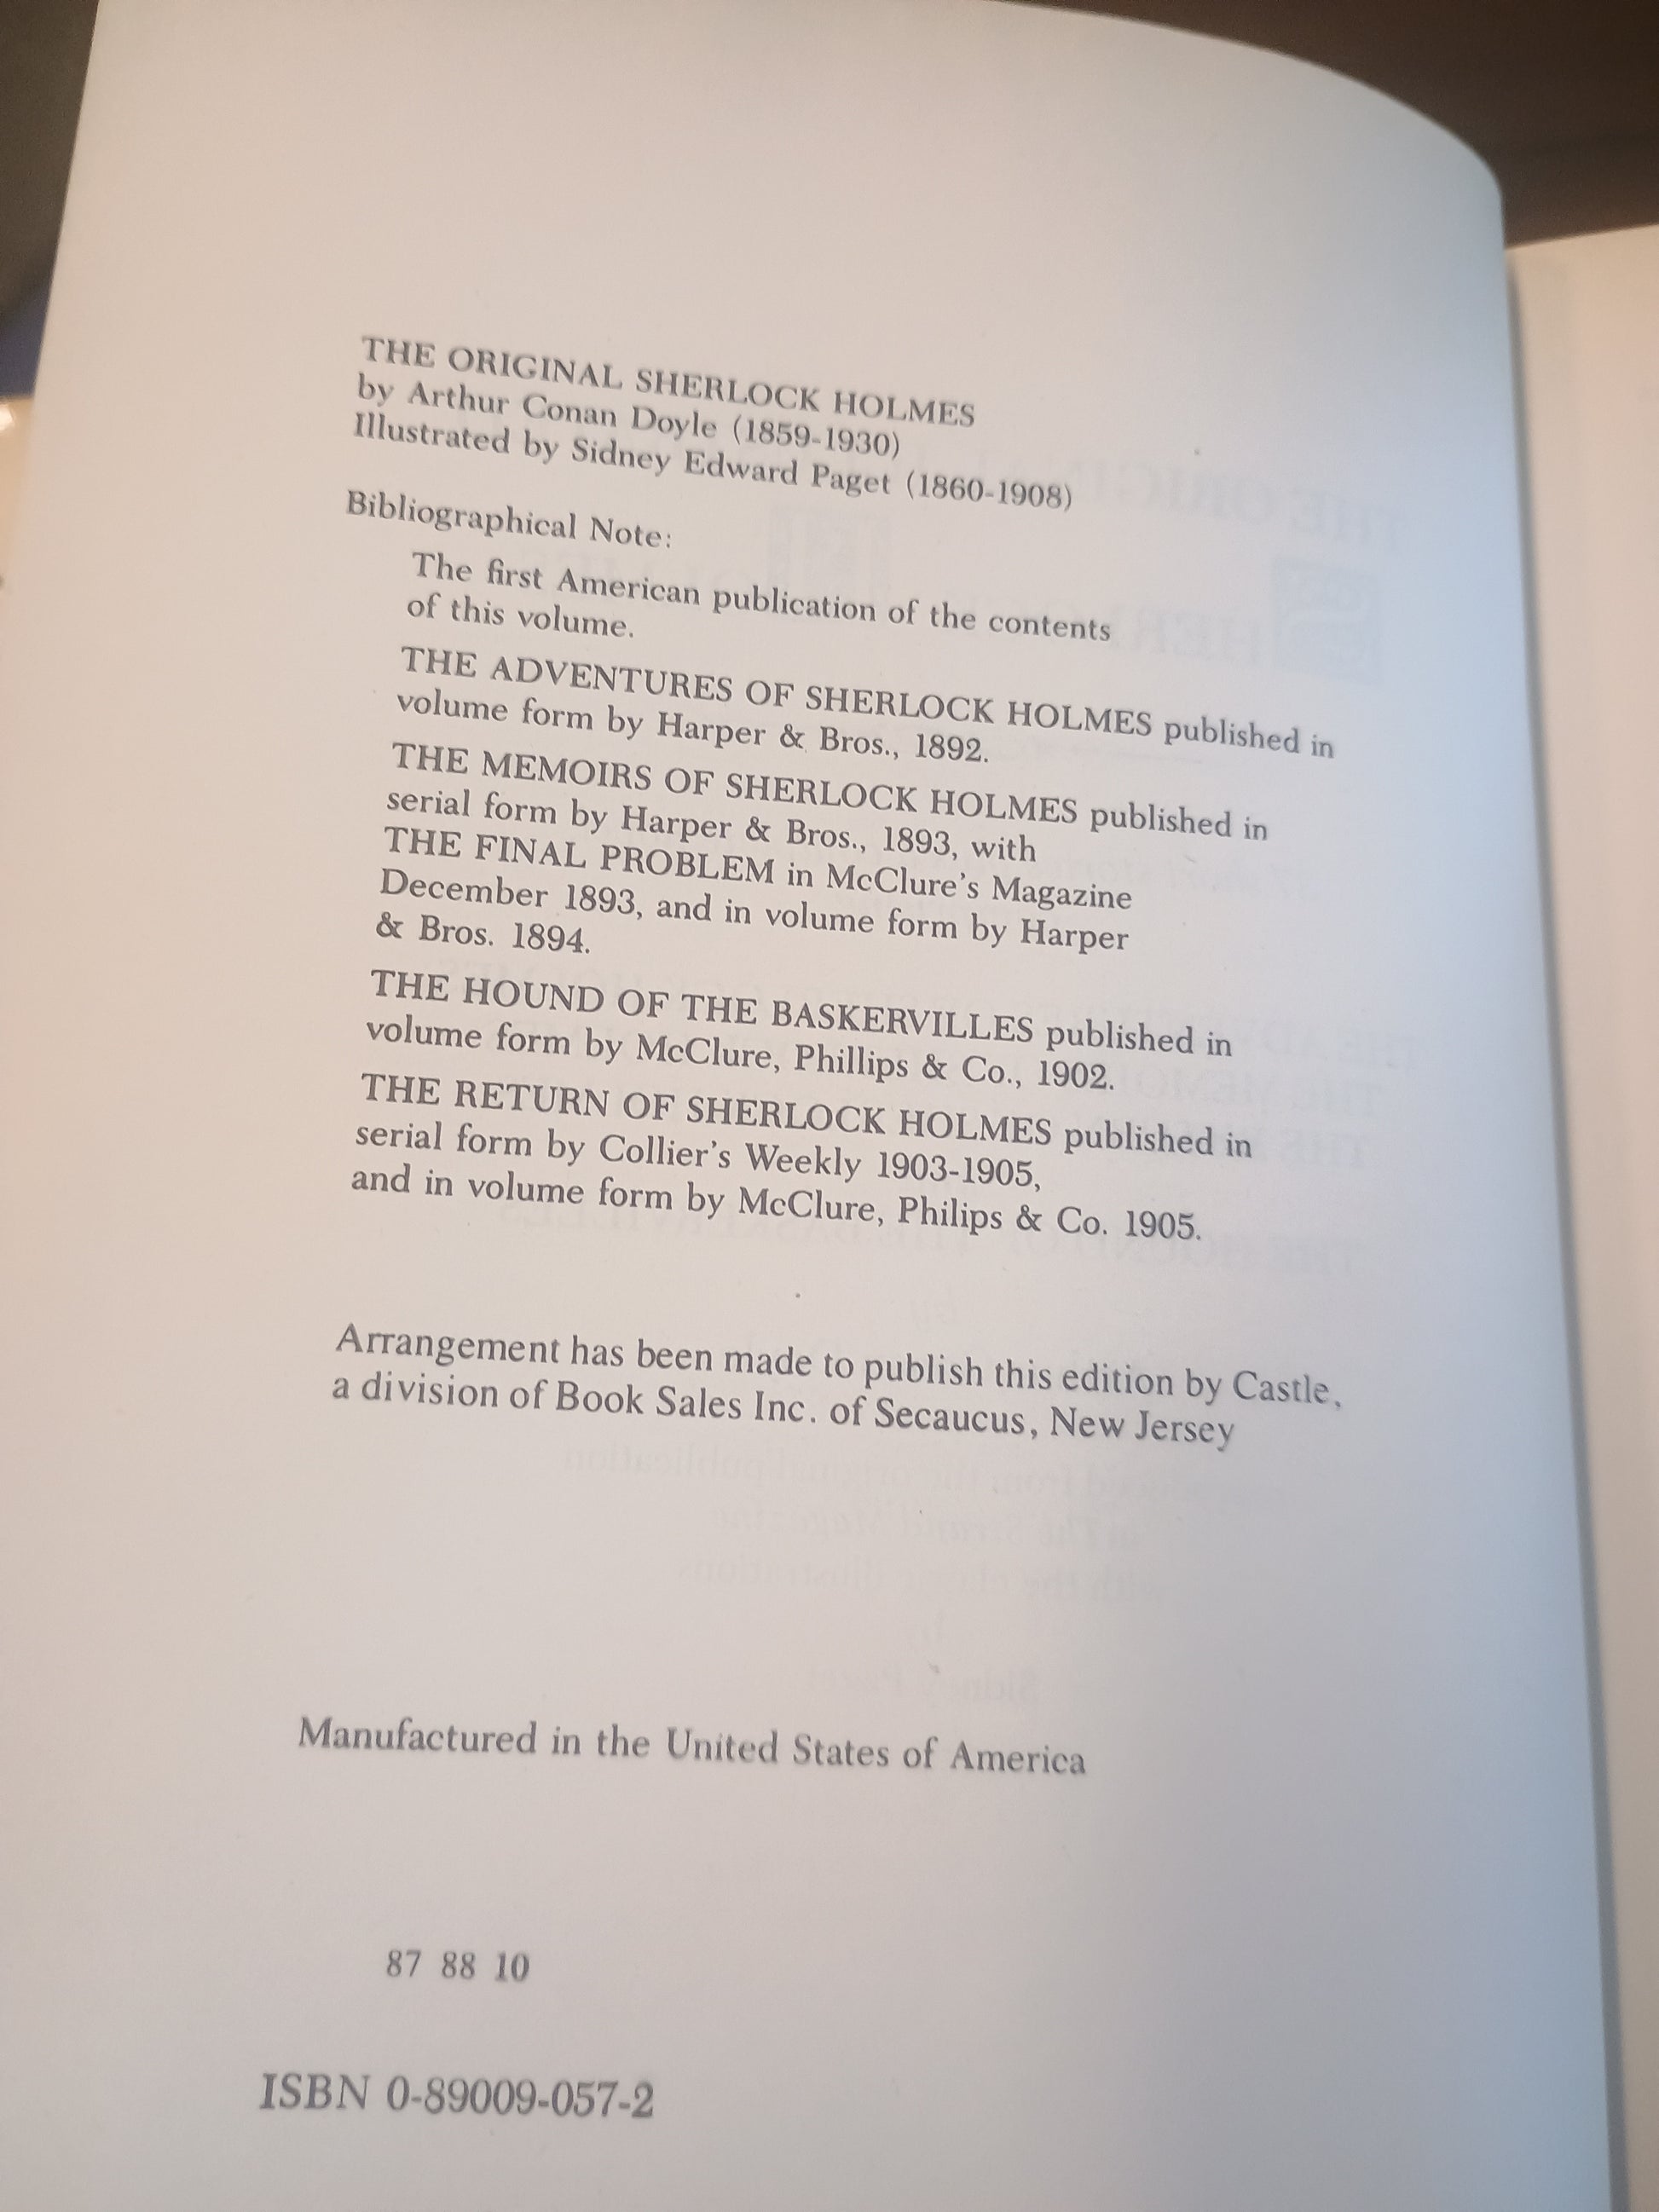 THE ORIGINAL SHERLOCK HOLMES
by Arthur Conan Doyle (1859-1930)
Illustrated by Sidney Edward Paget (1860-1908)
Bibliographical Note:
The first American publication of the contents
of this volume.
THE ADVENTURES OF SHERLOCK HOLMES published in
volume form by Harper & Bros., 1892.
THE MEMOIRS OF SHERLOCK HOLMES published in
serial form by Harper & Bros., 1893, with
THE FINAL PROBLEM in McClure's Magazine
December 1893, and in volume form by Harper
& Bros. 1894.
THE HOUND OF THE BASKERVILLES published in
volume form by McClure, Phillips & Co., 1902.
THE RETURN OF SHERLOCK HOLMES published in
serial form by Collier's Weekly 1903-1905,
and in volume form by McClure, Philips & Co. 1905.
Arrangement has been made to publish this edition by Castle,
a division of Book Sales Inc. of Secaucus, New Jersey
Manufactured in the United States of America
87 88 10
ISBN 0-89009-057-2